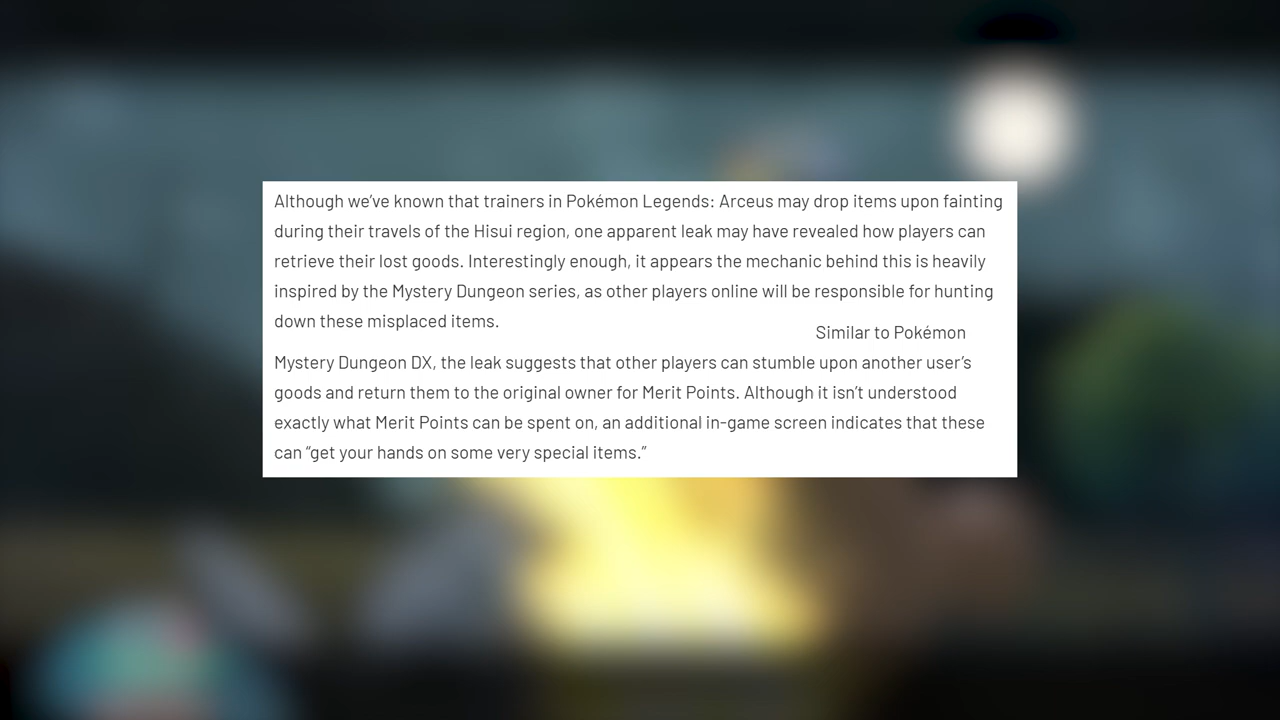 Although we’ve known that trainers in Pokémon Legends: Arceus may drop items upon fainting
during their travels of the Hisui region, one apparent leak may have revealed how players can
retrieve their lost goods. Interestingly enough, it appears the mechanic behind this is heavily
inspired by the Mystery Dungeon series, as other players online will be responsible for hunting
down these misplaced items.
Similar to Pokémon
Mystery Dungeon DX, the leak suggests that other players can stumble upon another user’s
goods and return them to the original owner for Merit Points. Although it isn’t understood
exactly what Merit Points can be spent on, an additional in-game screen indicates that these
can “get your hands on some very special items.”